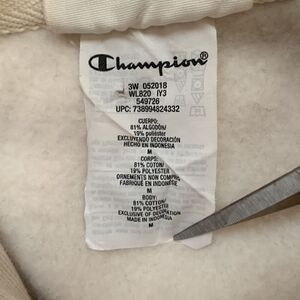 Champion®
3W 052018
WL820 IY3
549726
UPC: 738994824332
CUERPO:
81% ALGODÓN/
19% poliéster
EXCLUYENDO DECORACIÓN
HECHO EN INDONESIA
M
CORPS:
81% COTON/
19% POLYESTER
ORNEMENTS NON COMPRIS
FABRIQUÉ EN INDONESIE
M
BODY:
81% COTTON/
19% POLYESTER
EXCLUSIVE OF DECORATION
MADE IN INDONESIA
M